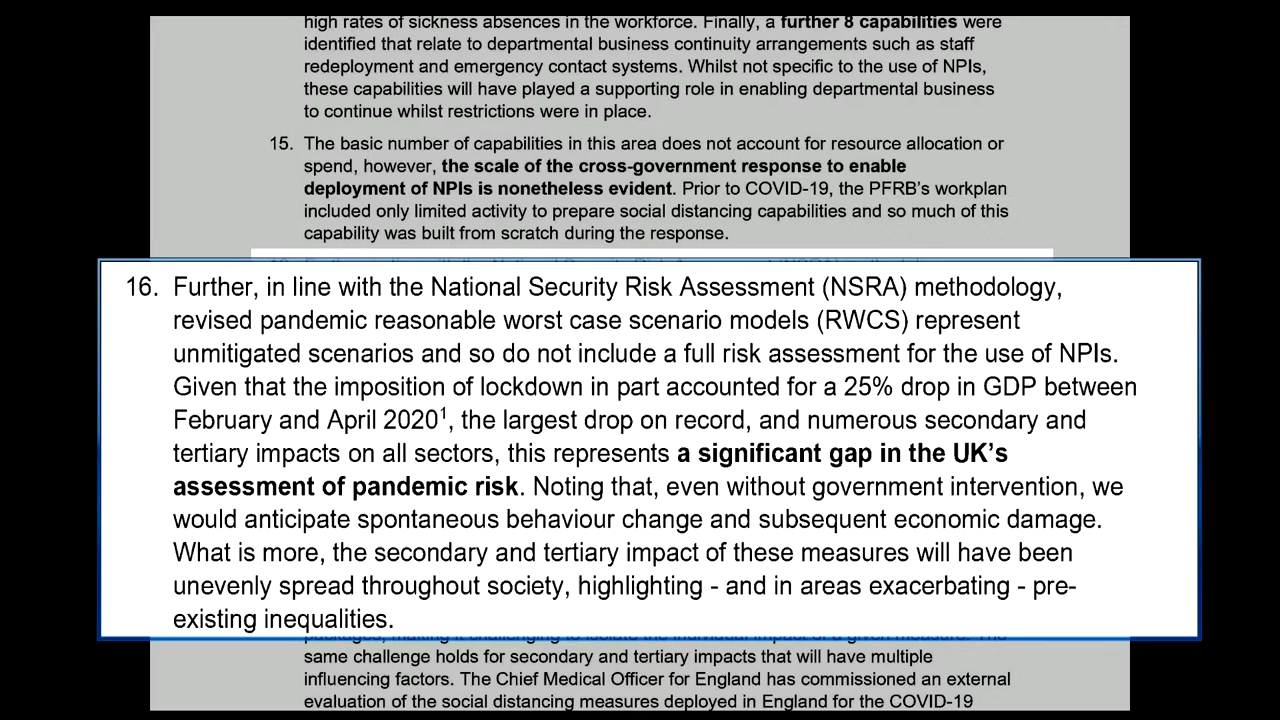 high rates of sickness absences in the workforce. Finally, a further 8 capabilities were
identified that relate to departmental business continuity arrangements such as staff
redeployment and emergency contact systems. Whilst not specific to the use of NPIs,
these capabilities will have played a supporting role in enabling departmental business
to continue whilst restrictions were in place.
15. The basic number of capabilities in this area does not account for resource allocation or
spend, however, the scale of the cross-government response to enable
deployment of NPIs is nonetheless evident. Prior to COVID-19, the PFRB's workplan
included only limited activity to prepare social distancing capabilities and so much of this
capability was built from scratch during the response.
16. Further, in line with the National Security Risk Assessment (NSRA) methodology,
revised pandemic reasonable worst case scenario models (RWCS) represent
unmitigated scenarios and so do not include a full risk assessment for the use of NPIs.
Given that the imposition of lockdown in part accounted for a 25% drop in GDP between
February and April 2020¹, the largest drop on record, and numerous secondary and
tertiary impacts on all sectors, this represents a significant gap in the UK's
assessment of pandemic risk. Noting that, even without government intervention, we
would anticipate spontaneous behaviour change and subsequent economic damage.
What is more, the secondary and tertiary impact of these measures will have been
unevenly spread throughout society, highlighting - and in areas exacerbating - pre-
existing inequalities.
same challenge holds for secondary and tertiary impacts that will have multiple
influencing factors. The Chief Medical Officer for England has commissioned an external
evaluation of the social distancing measures deployed in England for the COVID-19